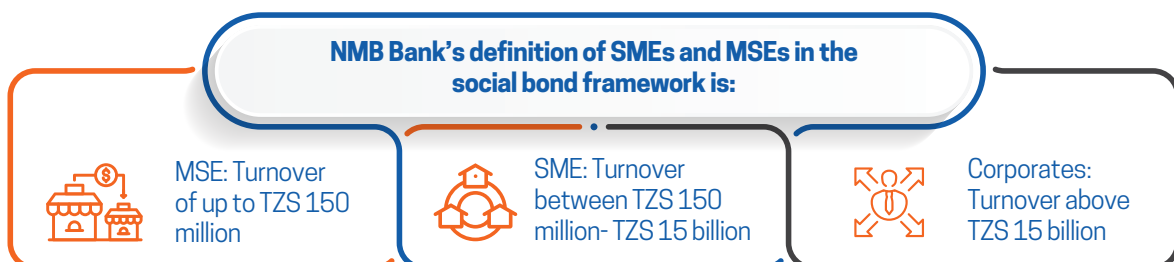 NMB Bank's definition of SMEs and MSEs in the
social bond framework is:
MSE: Turnover
of up to TZS 150
million
SME: Turnover
between TZS 150
million- TZS 15 billion
Corporates:
Turnover above
TZS 15 billion